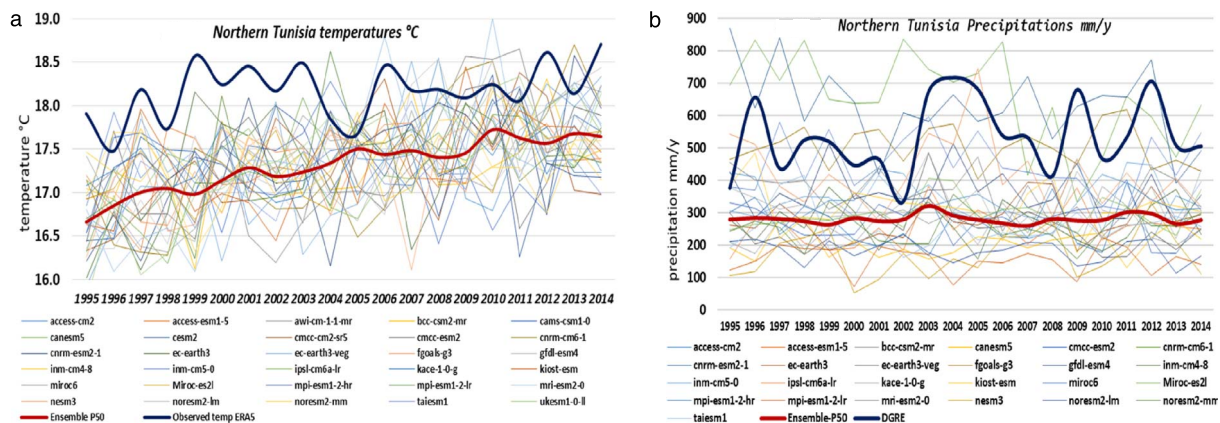 a
Northern Tunisia temperatures °C
19.0
18.5
18.0
17.5
17.0
16.5
16.0
temperature °C
1995 1996 1997 1998 1999 2000 2001 2002 2003 2004 2005 2006 2007 2008 2009 2010 2011 2012 2013 2014
access-cm2 access-esm1-5 awi-cm-1-1-mr bcc-csm2-mr cams-csm1-0
canesm5 cesm2 cmcc-cm2-sr5 cmcc-esm2 cnrm-cm6-1
cnrm-esm2-1 ec-earth3 ec-earth3-veg fgoals-g3 gfdl-esm4
inm-cm4-8 inm-cm5-0 ipsl-cm6a-lr kace-1-0-g kiost-esm
miroc6 Miroc-es2l mpi-esm1-2-hr mpi-esm1-2-lr mri-esm2-0
nesm3 noresm2-lm noresm2-mm taiesm1 ukesm1-0-ll
Ensemble P50 Observed temp ERA5
b
Northern Tunisia Precipitations mm/y
900
800
700
600
500
400
300
200
100
0
precipitation mm/y
1995 1996 1997 1998 1999 2000 2001 2002 2003 2004 2005 2006 2007 2008 2009 2010 2011 2012 2013 2014
access-cm2 access-esm1-5 bcc-csm2-mr canesm5 cmcc-esm2 cnrm-cm6-1
cnrm-esm2-1 ec-earth3 ec-earth3-veg fgoals-g3 gfdl-esm4 inm-cm4-8
inm-cm5-0 ipsl-cm6a-lr kace-1-0-g kiost-esm miroc6 Miroc-es2l
mpi-esm1-2-hr mpi-esm1-2-lr mri-esm2-0 nesm3 noresm2-lm noresm2-mm
taiesm1 Ensemble-P50 DGRE